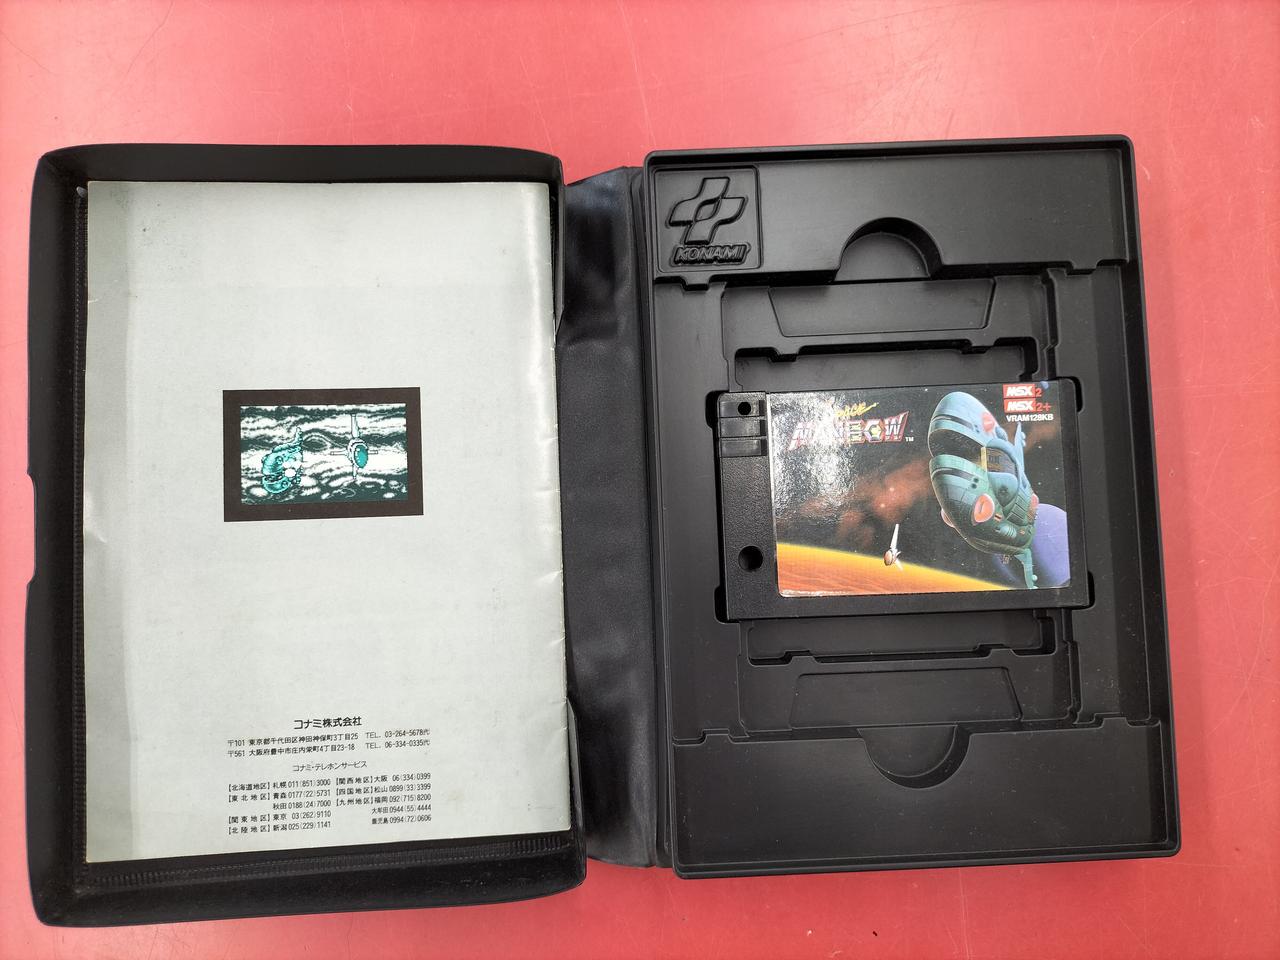 コナミ株式会社
〒101 東京都千代田区神田神保町3丁目25 TEL. 03-264-5678代
〒561 大阪府豊中市庄内栄町4丁目23-18 TEL. 06-334-0335代
コナミ・テレホンサービス
【北海道地区】札幌 011(851)3000 【関西地区】大阪 06(334)0399
【東北地区】青森 0177(22)5731 【四国地区】松山 0899(33)3399
秋田 0188(24)7000 【九州地区】福岡 092(715)8200
【関東地区】東京 03(262)9110 大牟田 0944(55)4444
【北陸地区】新潟 025(229)1141 鹿児島 0994(72)0606
KONAMI
SPACE
MANBOW TM
MSX 2
MSX 2+
VRAM128KB